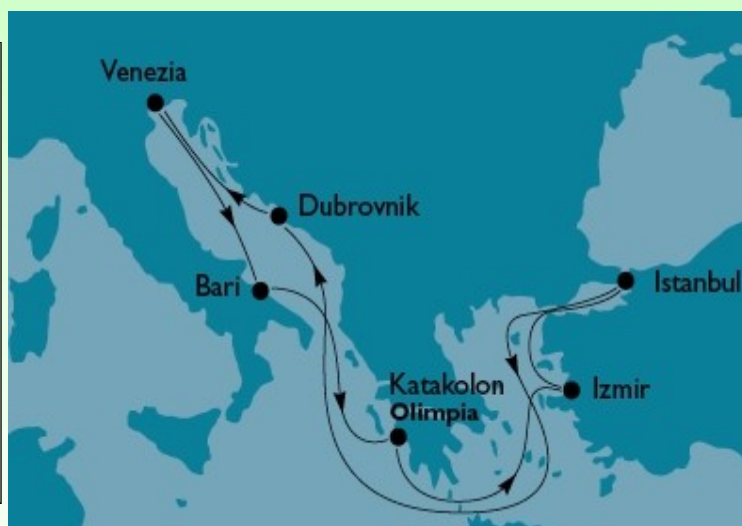 Venezia
Dubrovnik
Bari
Istanbul
Katakolon
Olimpia
Izmir